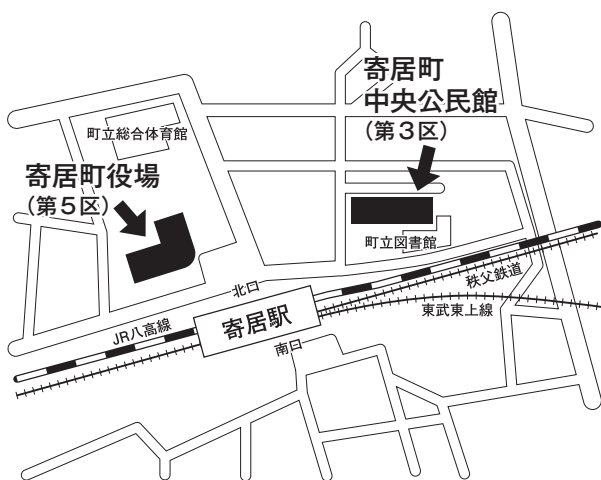 寄居町
中央公民館
(第3区)
町立総合体育館
寄居町役場
(第5区)
町立図書館
北口
秩父鉄道
東武東上線
寄居駅
JR八高線
南口